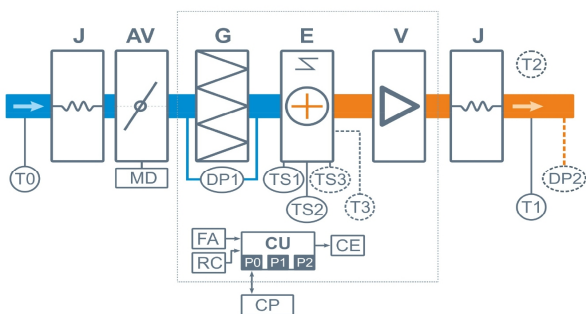 J AV G E V J
T2
T0
MD
DP1
TS1
TS3
TS2
T3
T1
DP2
FA
CU
CE
RC
P0 P1 P2
CP